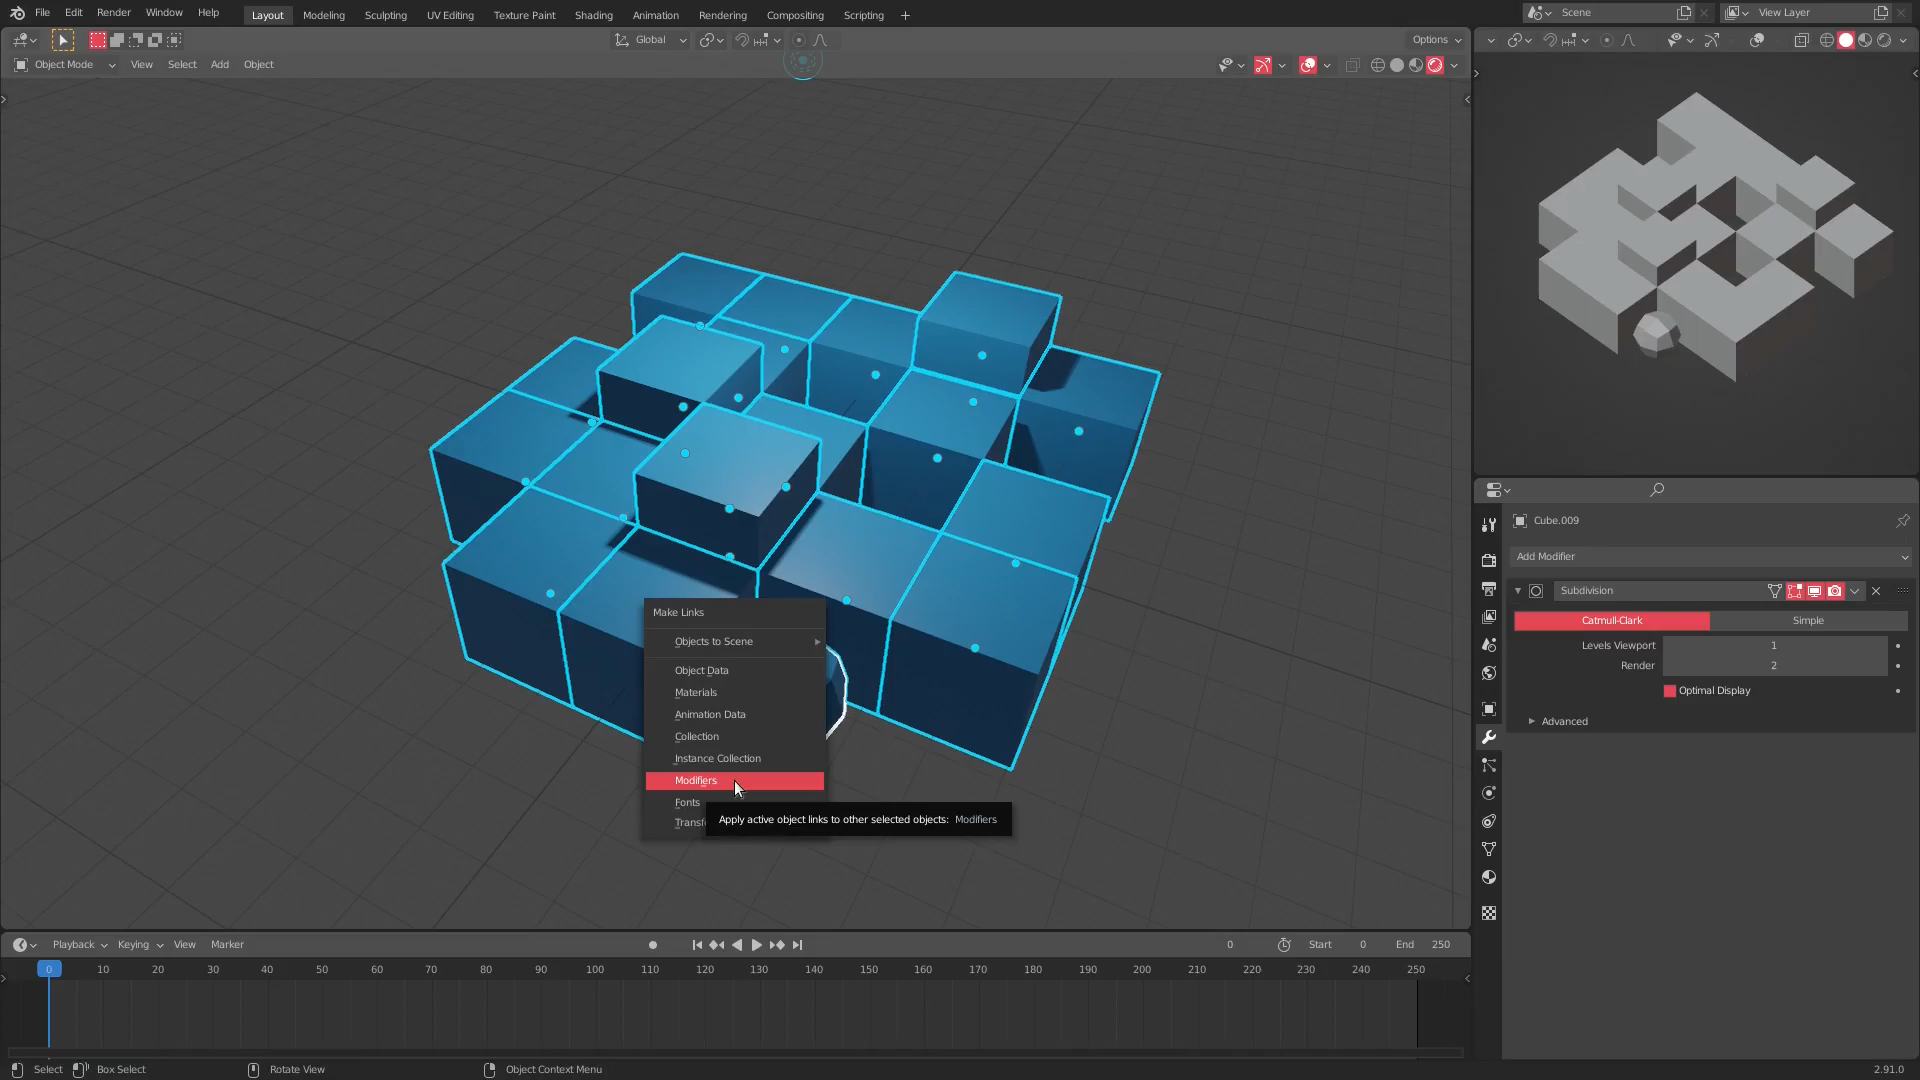 File Edit Render Window Help Layout Modeling Sculpting UV Editing Texture Paint Shading Animation Rendering Compositing Scripting + Scene View Layer
Global Options
Object Mode View Select Add Object
Make Links
Objects to Scene
Object Data
Materials
Animation Data
Collection
Instance Collection
Modifiers
Fonts
Transf
Apply active object links to other selected objects: Modifiers
Cube.009
Add Modifier
Subdivision
Catmull-Clark Simple
Levels Viewport 1
Render 2
Optimal Display
Advanced
Playback Keying View Marker 0 Start 0 End 250
0 10 20 30 40 50 60 70 80 90 100 110 120 130 140 150 160 170 180 190 200 210 220 230 240 250
Select Box Select Rotate View Object Context Menu 2.91.0